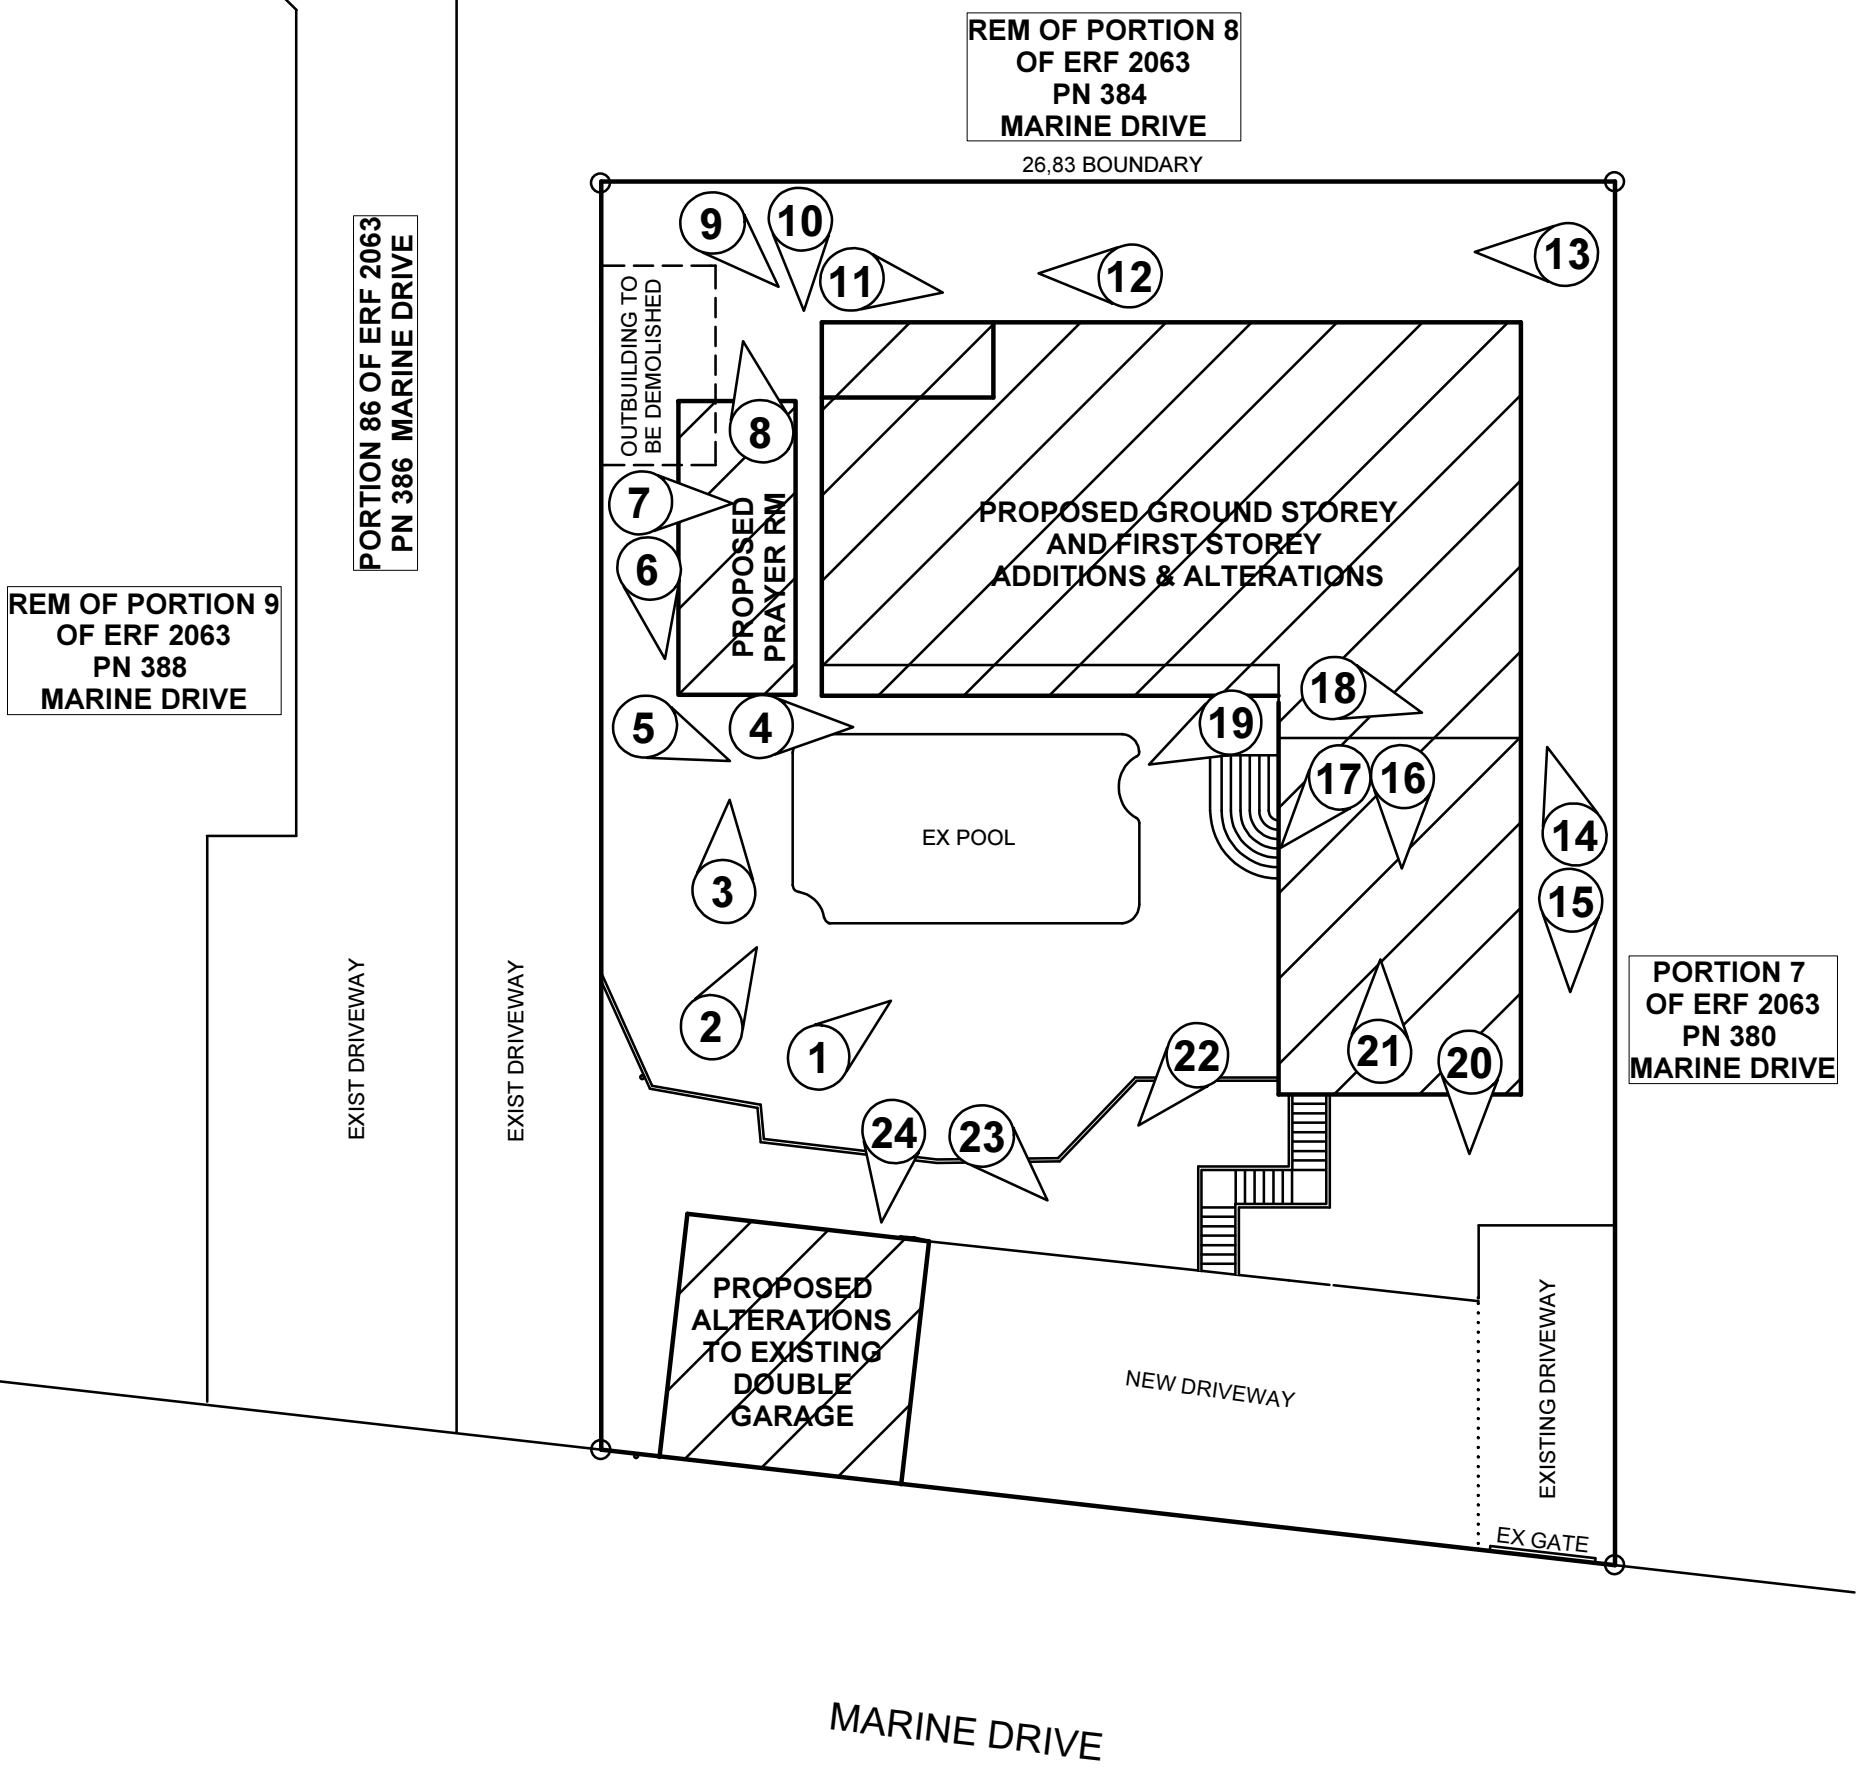 REM OF PORTION 8
OF ERF 2063
PN 384
MARINE DRIVE
26,83 BOUNDARY
9
10
11
12
13
PORTION 86 OF ERF 2063
PN 386 MARINE DRIVE
OUTBUILDING TO
BE DEMOLISHED
8
7
6
PROPOSED
PRAYER RM
PROPOSED GROUND STOREY
AND FIRST STOREY
ADDITIONS & ALTERATIONS
REM OF PORTION 9
OF ERF 2063
PN 388
MARINE DRIVE
5
4
19
18
17
16
14
15
EX POOL
3
2
1
22
21
20
PORTION 7
OF ERF 2063
PN 380
MARINE DRIVE
EXIST DRIVEWAY
EXIST DRIVEWAY
24
23
PROPOSED
ALTERATIONS
TO EXISTING
DOUBLE
GARAGE
NEW DRIVEWAY
EXISTING DRIVEWAY
EX GATE
MARINE DRIVE